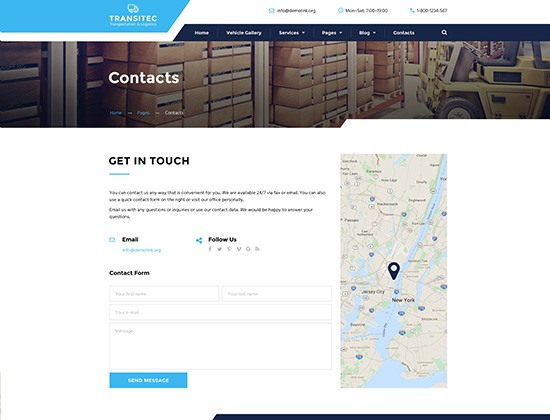 TRANSITEC
Transportation & Logistics
info@demolink.org
Mon–Sat: 7:00–19:00
1-800-1234-567
Home
Vehicle Gallery
Services
Pages
Blog
Contacts
Contacts
Home
Pages
Contacts
GET IN TOUCH
You can contact us any way that is convenient for you. We are available 24/7 via fax or email. You can also
use a quick contact form on the right or visit our office personally.
Email us with any questions or inquiries or use our contact data. We would be happy to answer your
questions.
Email
info@demolink.org
Follow Us
Contact Form
Your first name
Your last name
Your e-mail
Message
SEND MESSAGE
Paterson
Hackensack
Yonkers
Jersey City
New York